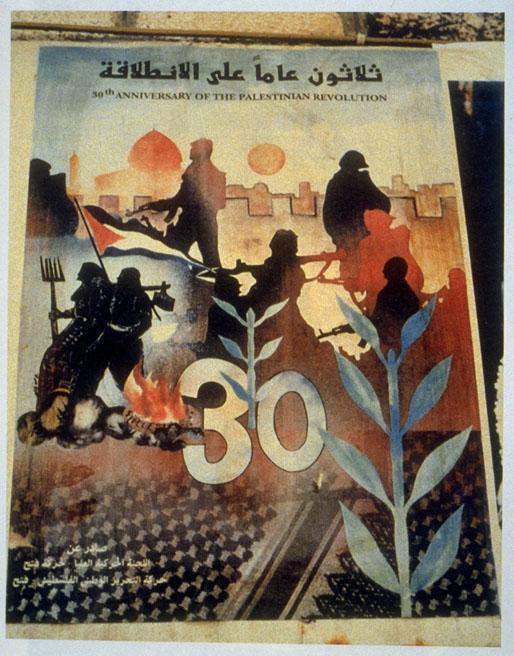 ثلاثون عاماً على الانطلاقة
30th ANNIVERSARY OF THE PALESTINIAN REVOLUTION
30
صادر عن
اللجنة الحركية العليا - حركة فتح
حركة التحرير الوطني الفلسطيني - فتح